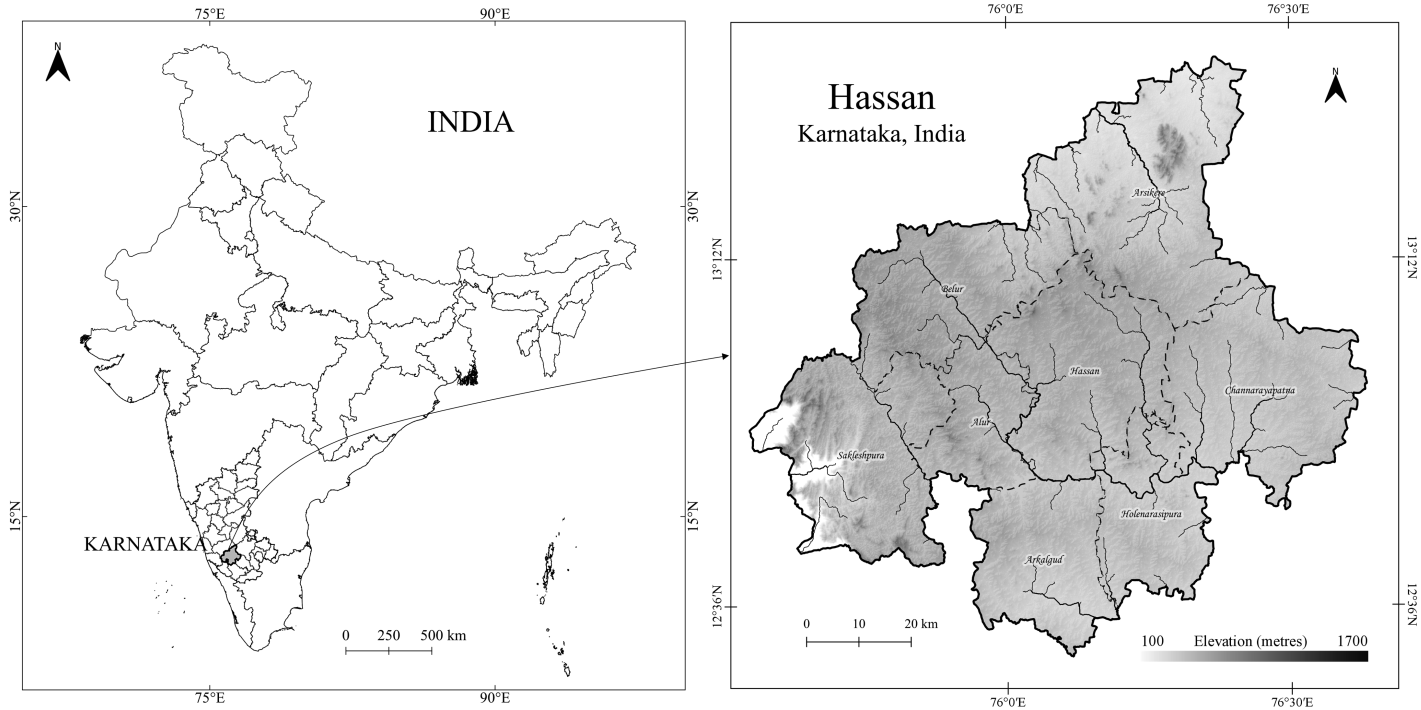 75°E
90°E
N
INDIA
30°N
30°N
15°N
15°N
KARNATAKA
0 250 500 km
75°E
90°E
76°0'E
76°30'E
N
Hassan
Karnataka, India
Arsikere
13°12'N
13°12'N
Belur
Hassan
Channarayapatna
Alur
Sakleshpura
Holenarasipura
Arkalgud
12°36'N
12°36'N
0 10 20 km
100 Elevation (metres) 1700
76°0'E
76°30'E